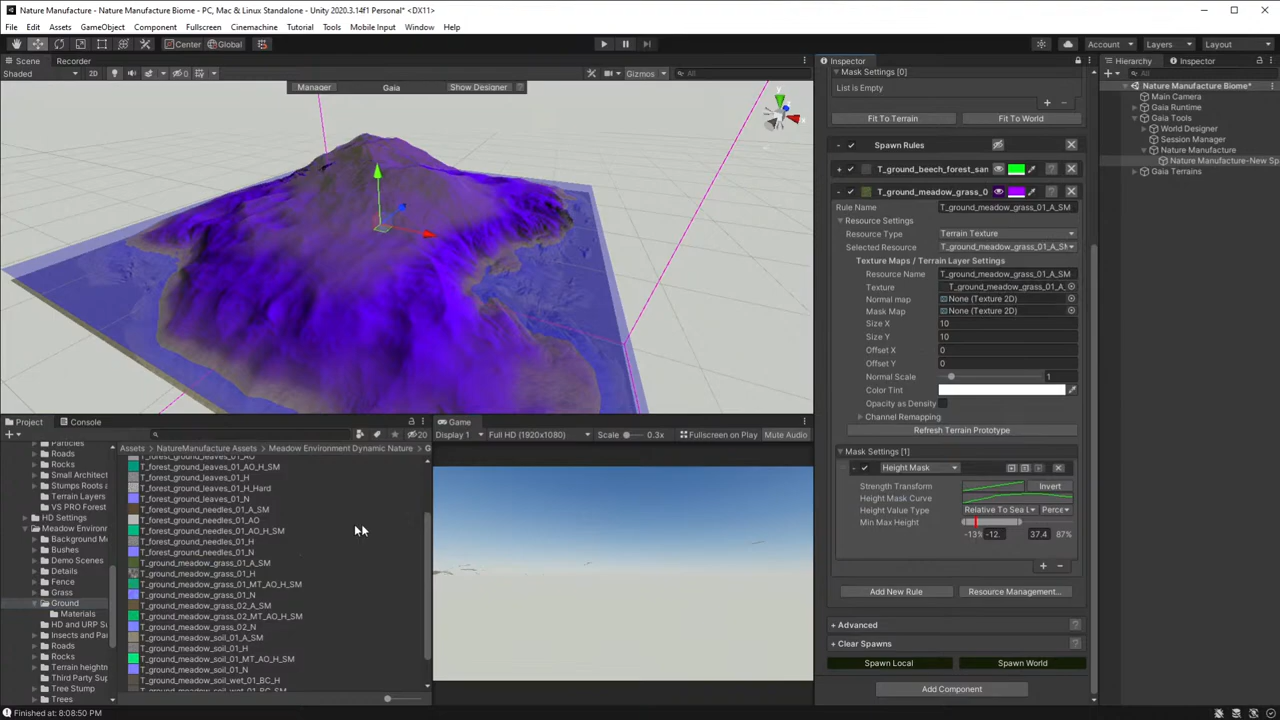 Nature Manufacture - Nature Manufacture Biome - PC, Mac & Linux Standalone - Unity 2020.3.14f1 Personal* <DX11>
File Edit Assets GameObject Component Fullscreen Cinemachine Tutorial Tools Mobile Input Window Help
Center Global Account Layers Layout
Scene Recorder
Shaded 2D 0 Gizmos All
Manager Gaia Show Designer
y
x
Inspector
Mask Settings [0]
List is Empty
Fit To Terrain Fit To World
Spawn Rules
T_ground_beech_forest_san
T_ground_meadow_grass_0
Rule Name T_ground_meadow_grass_01_A_SM
Resource Settings
Resource Type Terrain Texture
Selected Resource T_ground_meadow_grass_01_A_SM
Texture Maps / Terrain Layer Settings
Resource Name T_ground_meadow_grass_01_A_SM
Texture T_ground_meadow_grass_01_A_
Normal map None (Texture 2D)
Mask Map None (Texture 2D)
Size X 10
Size Y 10
Offset X 0
Offset Y 0
Normal Scale 1
Color Tint
Opacity as Density
Channel Remapping
Refresh Terrain Prototype
Mask Settings [1]
Height Mask
Strength Transform Invert
Height Mask Curve
Height Value Type Relative To Sea L Perce
Min Max Height
-13% -12. 37.4 87%
Add New Rule Resource Management...
Advanced
Clear Spawns
Spawn Local Spawn World
Add Component
Hierarchy Inspector
All
Nature Manufacture Biome*
Main Camera
Gaia Runtime
Gaia Tools
World Designer
Session Manager
Nature Manufacture
Nature Manufacture-New Sp
Gaia Terrains
Project Console
20
Particles
Roads
Rocks
Small Architect
Stumps Roots a
Terrain Layers
VS PRO Forest
HD Settings
Meadow Environ
Background M
Bushes
Demo Scenes
Details
Fence
Grass
Ground
Materials
HD and URP Su
Insects and Pa
Roads
Rocks
Terrain height
Third Party Sup
Tree Stump
Trees
Assets > NatureManufacture Assets > Meadow Environment Dynamic Nature > G
T_forest_ground_leaves_01_AO
T_forest_ground_leaves_01_AO_H_SM
T_forest_ground_leaves_01_H
T_forest_ground_leaves_01_H_Hard
T_forest_ground_leaves_01_N
T_forest_ground_needles_01_A_SM
T_forest_ground_needles_01_AO
T_forest_ground_needles_01_AO_H_SM
T_forest_ground_needles_01_H
T_forest_ground_needles_01_N
T_ground_meadow_grass_01_A_SM
T_ground_meadow_grass_01_H
T_ground_meadow_grass_01_MT_AO_H_SM
T_ground_meadow_grass_01_N
T_ground_meadow_grass_02_A_SM
T_ground_meadow_grass_02_MT_AO_H_SM
T_ground_meadow_grass_02_N
T_ground_meadow_soil_01_A_SM
T_ground_meadow_soil_01_H
T_ground_meadow_soil_01_MT_AO_H_SM
T_ground_meadow_soil_01_N
T_ground_meadow_soil_wet_01_BC_H
T_ground_meadow_soil_wet_01_BC_SM
Game
Display 1 Full HD (1920x1080) Scale 0.3x Fullscreen on Play Mute Audio
Finished at: 8:08:50 PM